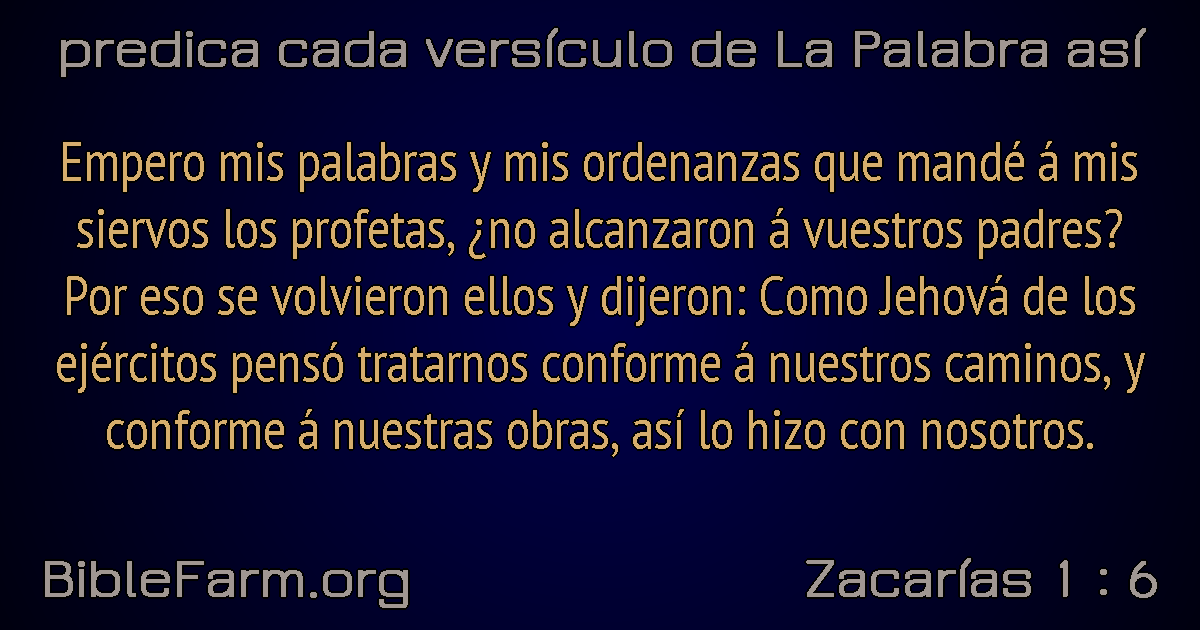 predica cada versículo de La Palabra así
Empero mis palabras y mis ordenanzas que mandé á mis
siervos los profetas, ¿no alcanzaron á vuestros padres?
Por eso se volvieron ellos y dijeron: Como Jehová de los
ejércitos pensó tratarnos conforme á nuestros caminos, y
conforme á nuestras obras, así lo hizo con nosotros.
BibleFarm.org
Zacarías 1 : 6